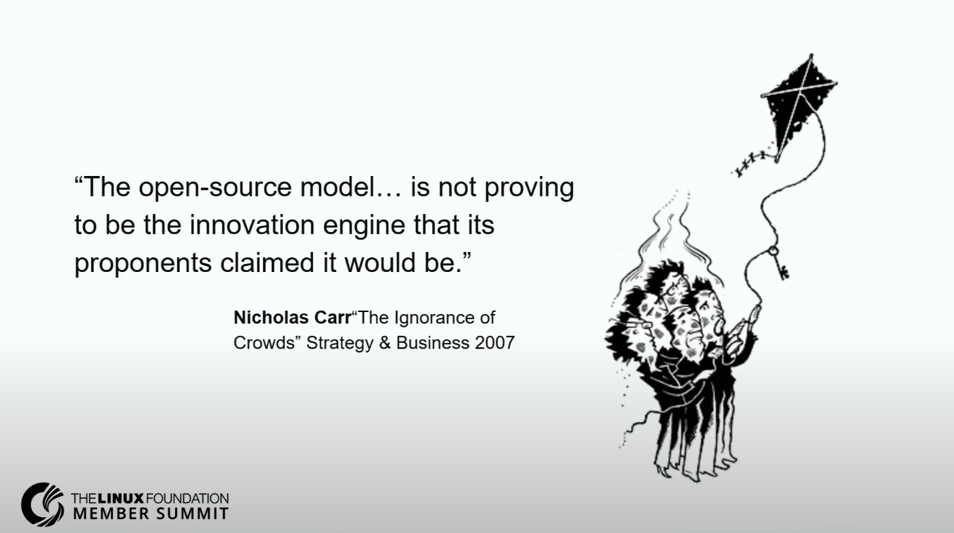 “The open-source model… is not proving
to be the innovation engine that its
proponents claimed it would be.”
Nicholas Carr“The Ignorance of
Crowds” Strategy & Business 2007
THE LINUX FOUNDATION
MEMBER SUMMIT